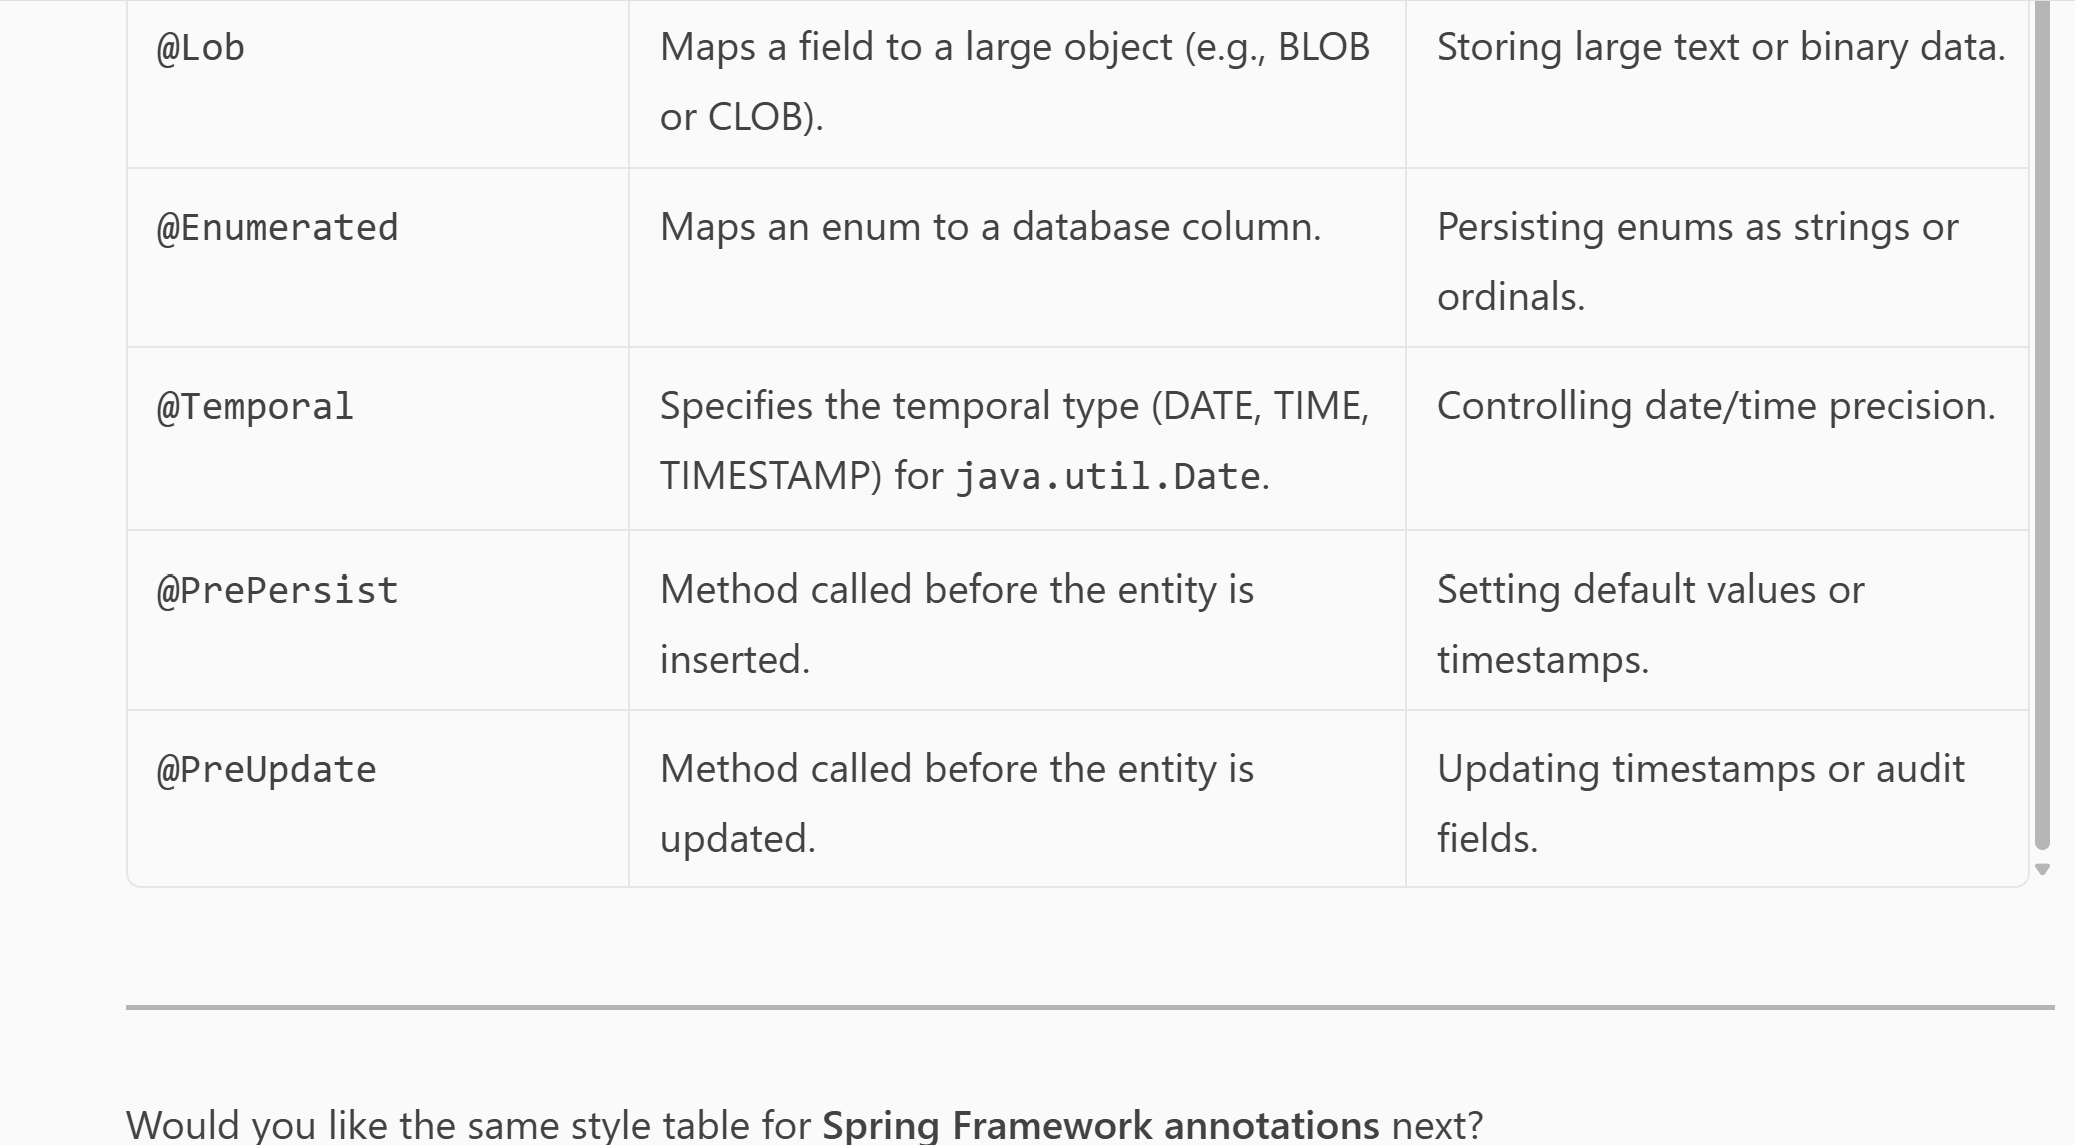 @Lob
Maps a field to a large object (e.g., BLOB
or CLOB).
Storing large text or binary data.
@Enumerated
Maps an enum to a database column.
Persisting enums as strings or
ordinals.
@Temporal
Specifies the temporal type (DATE, TIME,
TIMESTAMP) for java.util.Date.
Controlling date/time precision.
@PrePersist
Method called before the entity is
inserted.
Setting default values or
timestamps.
@PreUpdate
Method called before the entity is
updated.
Updating timestamps or audit
fields.
Would you like the same style table for Spring Framework annotations next?